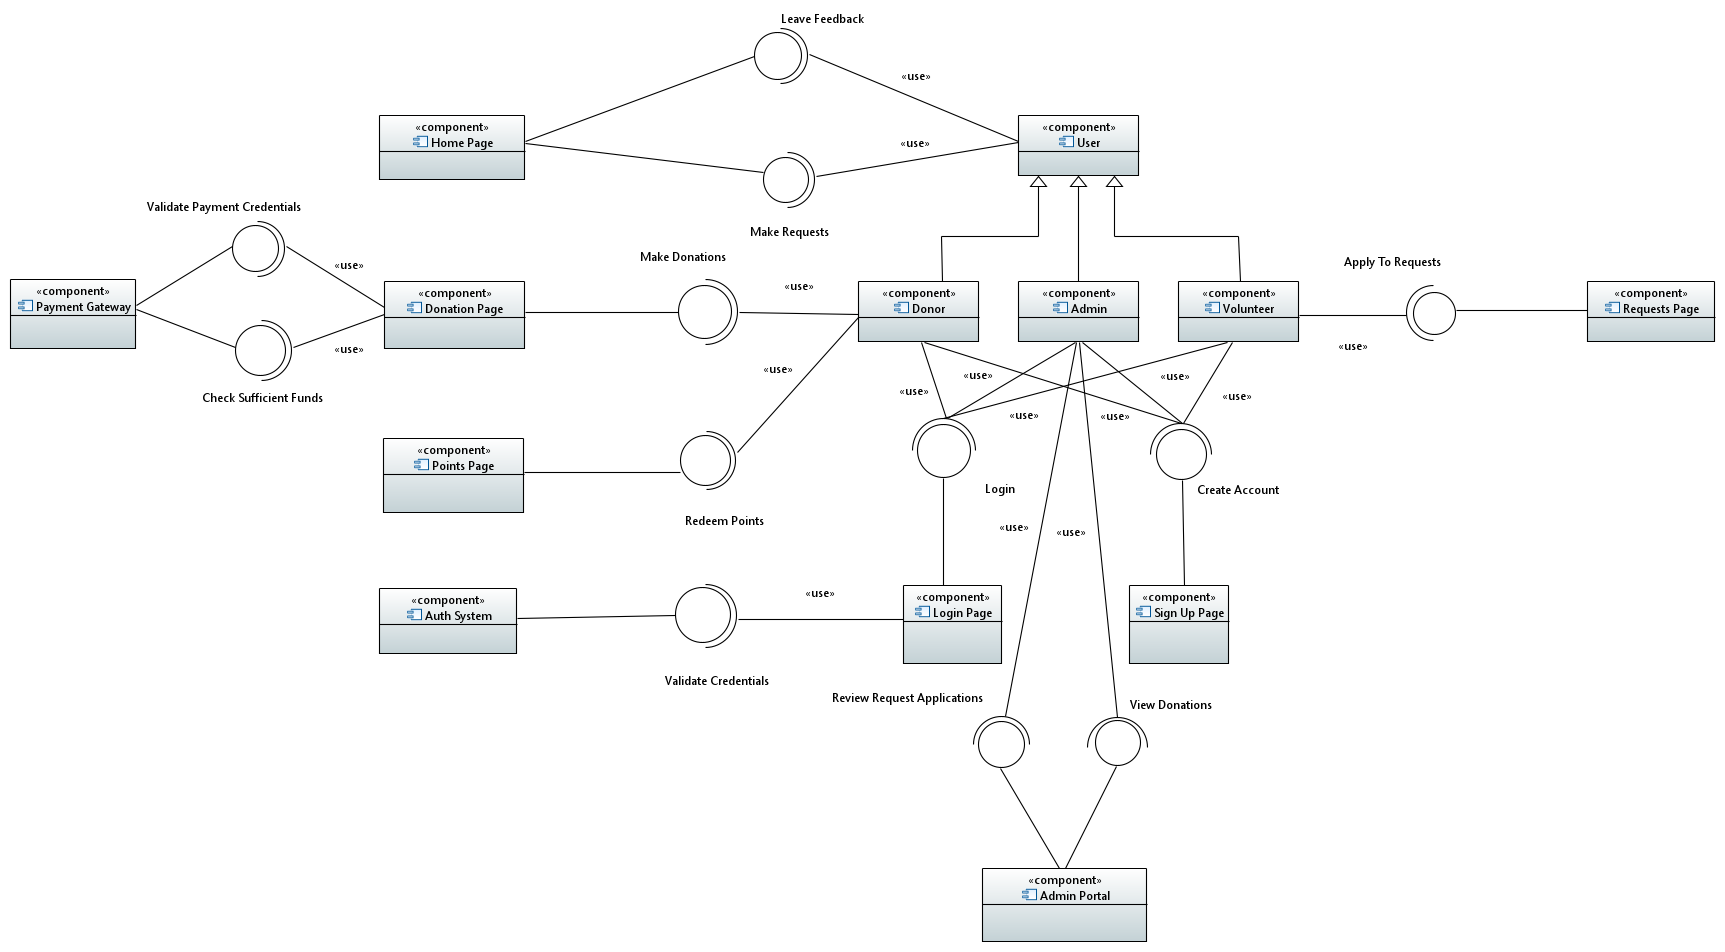 Leave Feedback
«use»
«component»
Home Page
«component»
User
«use»
Make Requests
Validate Payment Credentials
Make Donations
Apply To Requests
«use»
«use»
«component»
Payment Gateway
«component»
Donation Page
«component»
Donor
«component»
Admin
«component»
Volunteer
«component»
Requests Page
«use»
«use»
Check Sufficient Funds
«use»
«use»
«use»
«use»
«use»
«use»
«use»
«component»
Points Page
Login
Create Account
Redeem Points
«use»
«use»
«component»
Auth System
«use»
«component»
Login Page
«component»
Sign Up Page
Validate Credentials
Review Request Applications
View Donations
«component»
Admin Portal